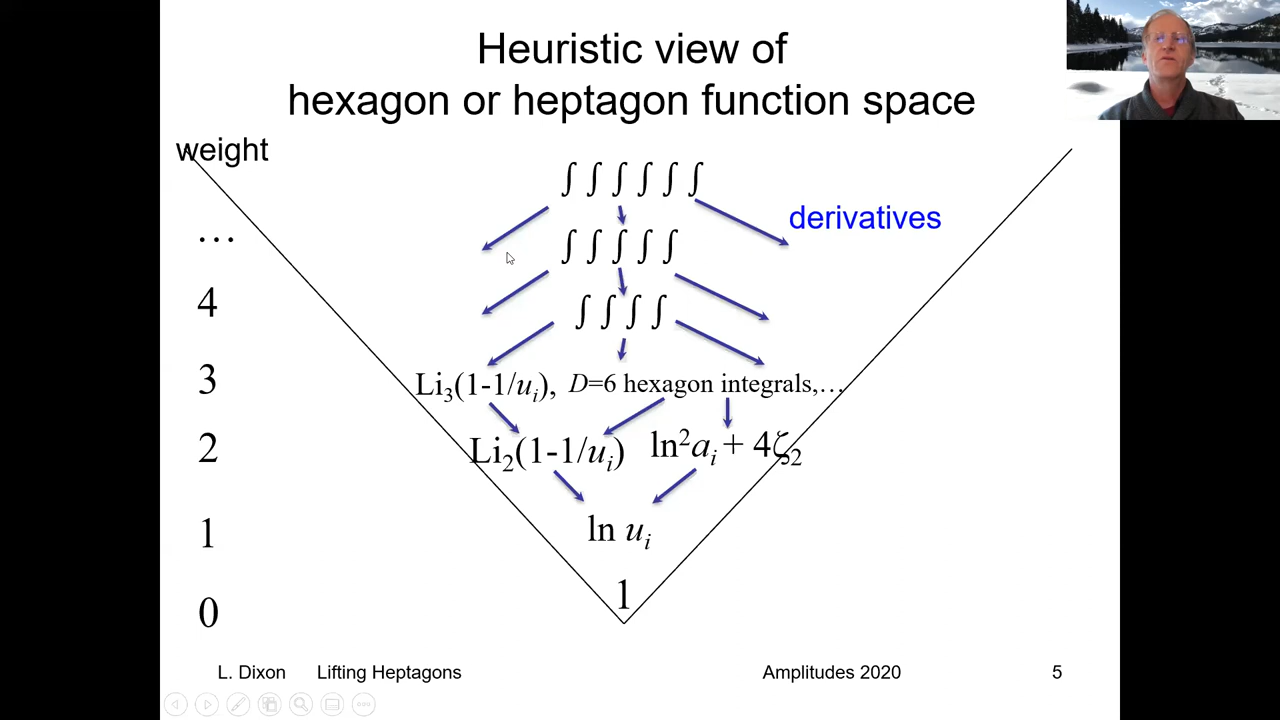 Heuristic view of
hexagon or heptagon function space
weight
∫ ∫ ∫ ∫ ∫ ∫
derivatives
…
∫ ∫ ∫ ∫ ∫
4
∫ ∫ ∫ ∫
3
Li₃(1-1/uᵢ), D=6 hexagon integrals,…
2
Li₂(1-1/uᵢ) ln²aᵢ + 4ζ₂
1
ln uᵢ
1
0
L. Dixon Lifting Heptagons Amplitudes 2020 5